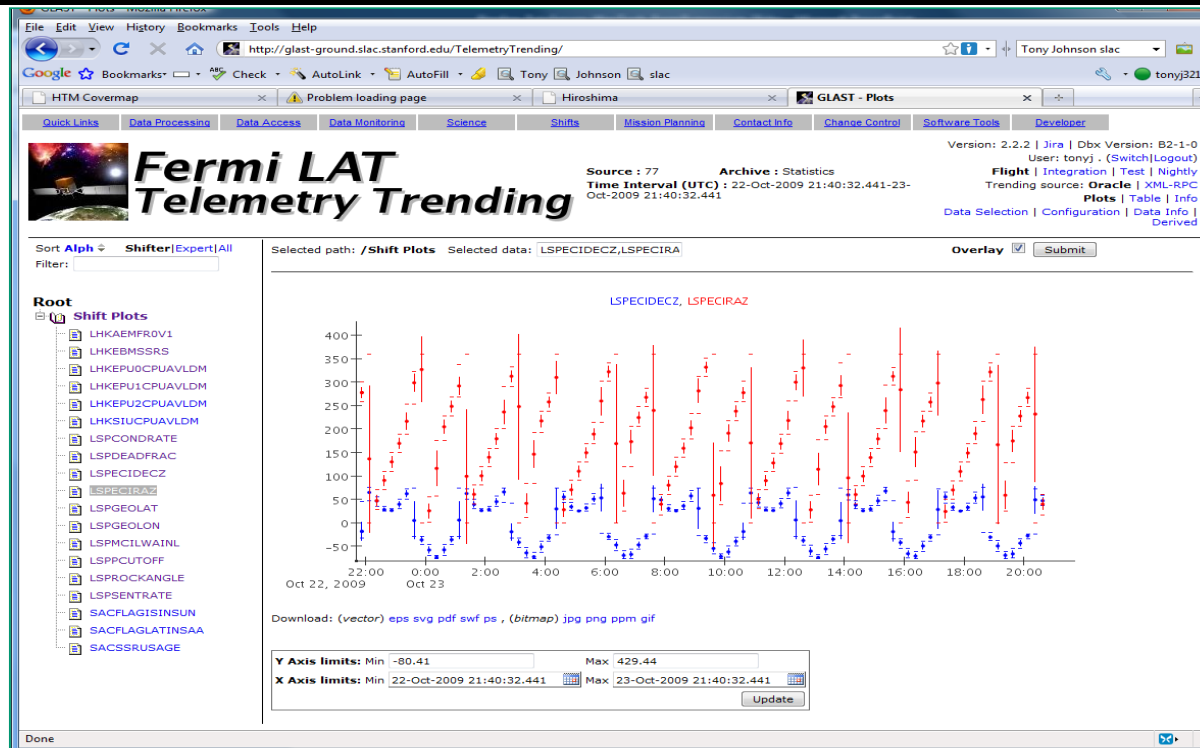 File Edit View History Bookmarks Tools Help
http://glast-ground.slac.stanford.edu/TelemetryTrending/
Tony Johnson slac
Google Bookmarks Check AutoLink AutoFill Tony Johnson slac tonyj321
HTM Covermap Problem loading page Hiroshima GLAST - Plots
Quick Links Data Processing Data Access Data Monitoring Science Shifts Mission Planning Contact Info Change Control Software Tools Developer
Fermi LAT
Telemetry Trending
Source : 77 Archive : Statistics
Time Interval (UTC) : 22-Oct-2009 21:40:32.441-23-
Oct-2009 21:40:32.441
Version: 2.2.2 | Jira | Dbx Version: B2-1-0
User: tonyj . (Switch|Logout)
Flight | Integration | Test | Nightly
Trending source: Oracle | XML-RPC
Plots | Table | Info
Data Selection | Configuration | Data Info |
Derived
Sort Alph Shifter|Expert|All
Filter:
Root
Shift Plots
LHKAEMFR0V1
LHKEBMSSRS
LHKEPU0CPUAVLDM
LHKEPU1CPUAVLDM
LHKEPU2CPUAVLDM
LHKSIUCPUAVLDM
LSPCONDRATE
LSPDEADFRAC
LSPECIDECZ
LSPECIRAZ
LSPGEOLAT
LSPGEOLON
LSPMCILWAINL
LSPPCUTOFF
LSPROCKANGLE
LSPSENTRATE
SACFLAGISINSUN
SACFLAGLATINSAA
SACSSRUSAGE
Selected path: /Shift Plots Selected data: LSPECIDECZ,LSPECIRA
Overlay Submit
LSPECIDECZ, LSPECIRAZ
400
350
300
250
200
150
100
50
0
-50
22:00 0:00 2:00 4:00 6:00 8:00 10:00 12:00 14:00 16:00 18:00 20:00
Oct 22, 2009 Oct 23
Download: (vector) eps svg pdf swf ps , (bitmap) jpg png ppm gif
Y Axis limits: Min -80.41 Max 429.44
X Axis limits: Min 22-Oct-2009 21:40:32.441 Max 23-Oct-2009 21:40:32.441
Update
Done